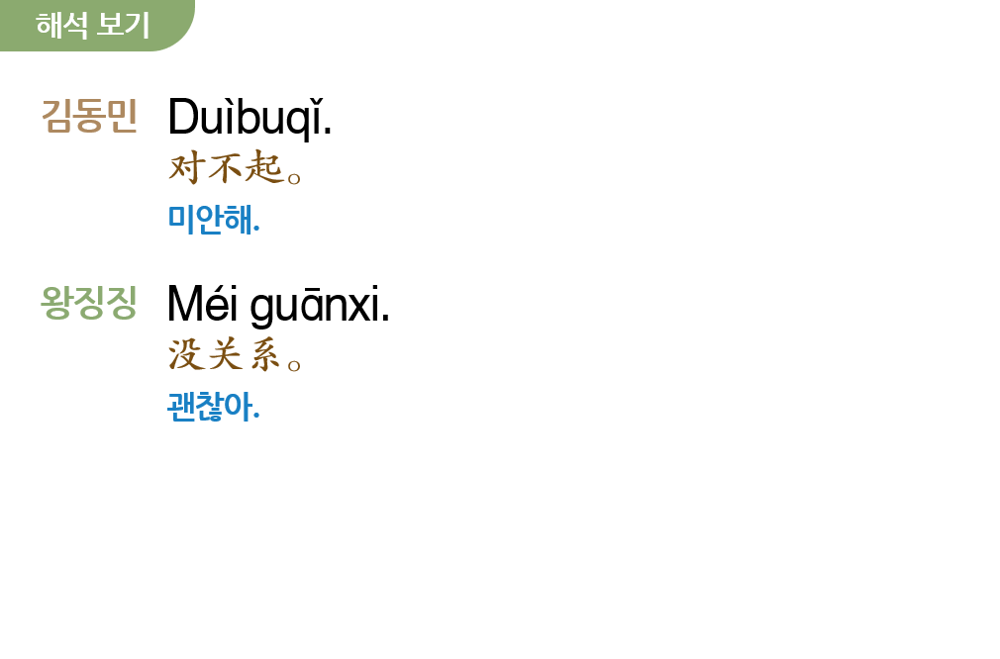 해석 보기
김동민 Duìbuqǐ.
对不起。
미안해.
왕징징 Méi guānxi.
没关系。
괜찮아.